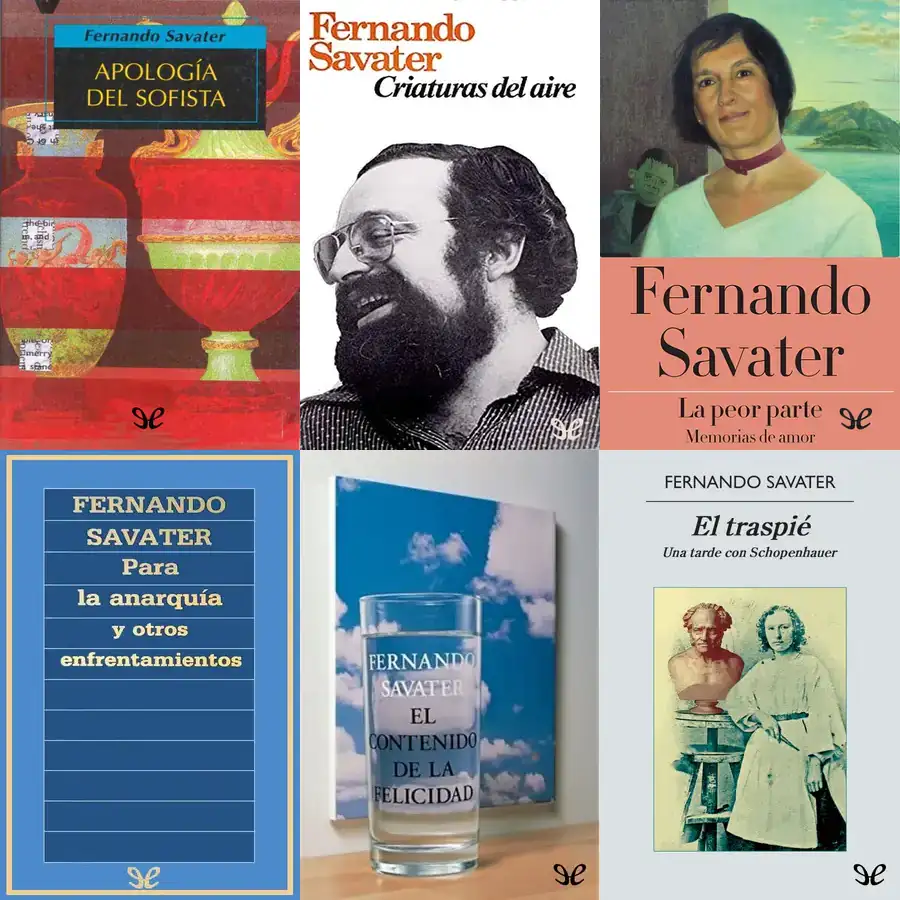 Fernando Savater
APOLOGÍA
DEL SOFISTA
Fernando
Savater
Criaturas del aire
Fernando
Savater
La peor parte
Memorias de amor
FERNANDO
SAVATER
Para
la anarquía
y otros
enfrentamientos
FERNANDO
SAVATER
EL
CONTENIDO
DE LA
FELICIDAD
FERNANDO SAVATER
El traspié
Una tarde con Schopenhauer